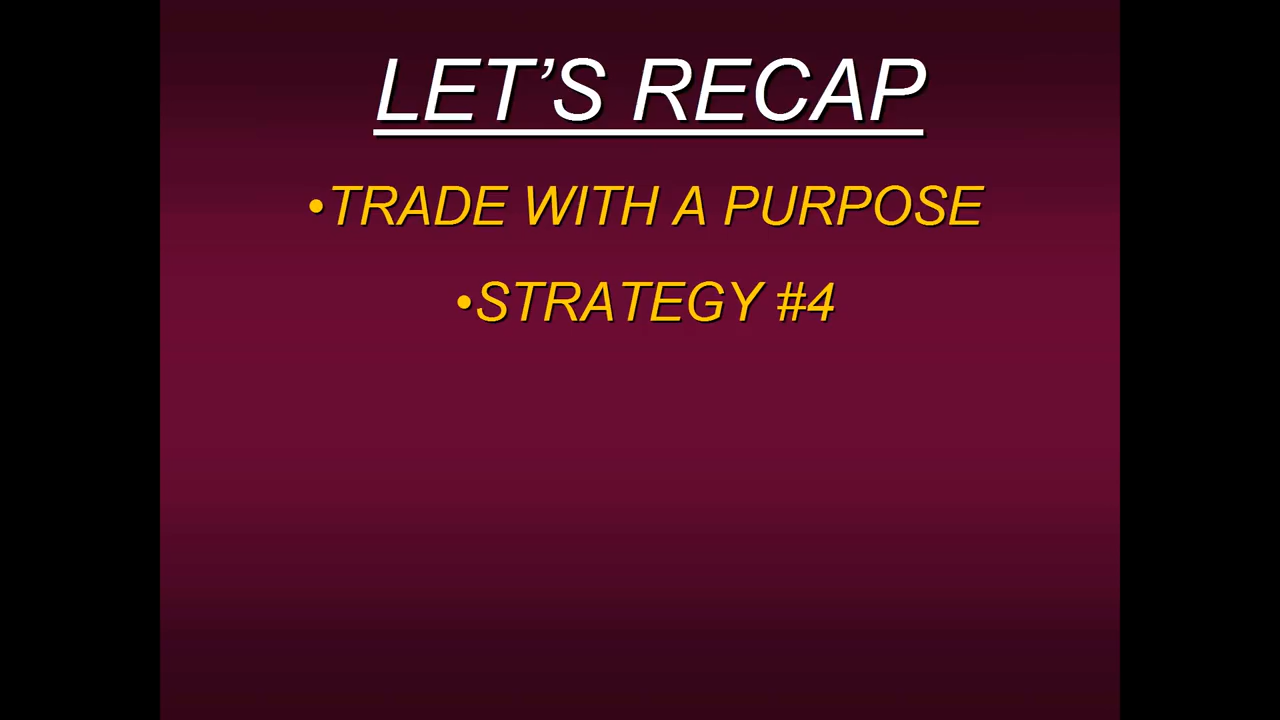 LET’S RECAP
•TRADE WITH A PURPOSE
•STRATEGY #4